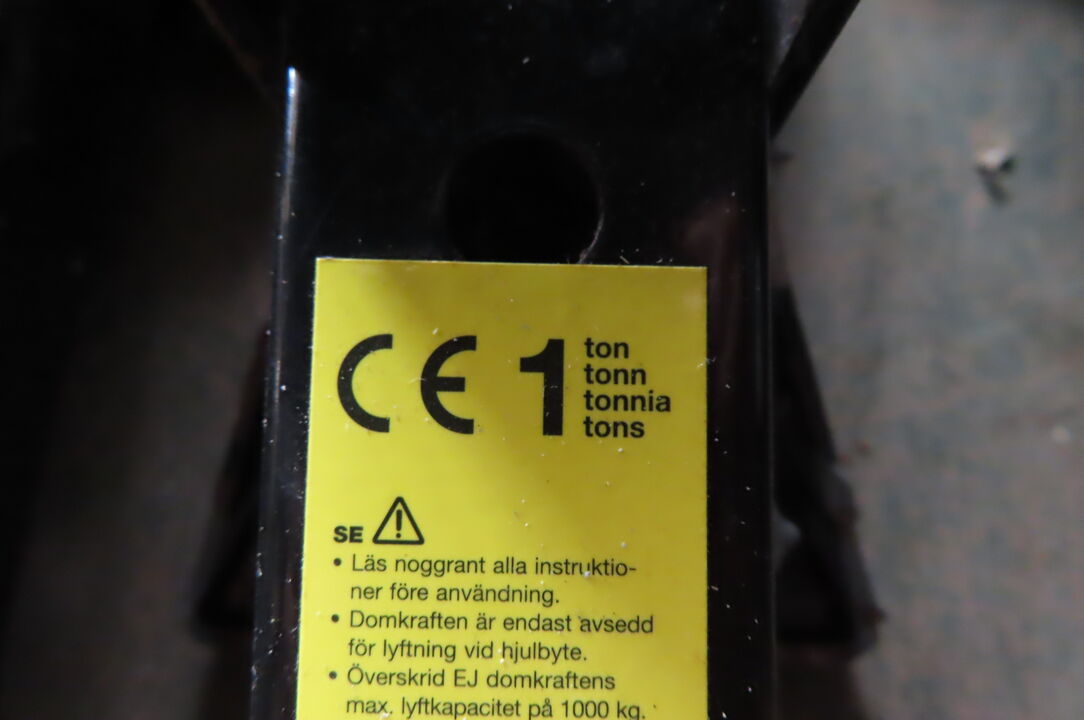 CE 1 ton
tonn
tonnia
tons
SE
• Läs noggrant alla instruktio-
ner före användning.
• Domkraften är endast avsedd
för lyftning vid hjulbyte.
• Överskrid EJ domkraftens
max. lyftkapacitet på 1000 kg.